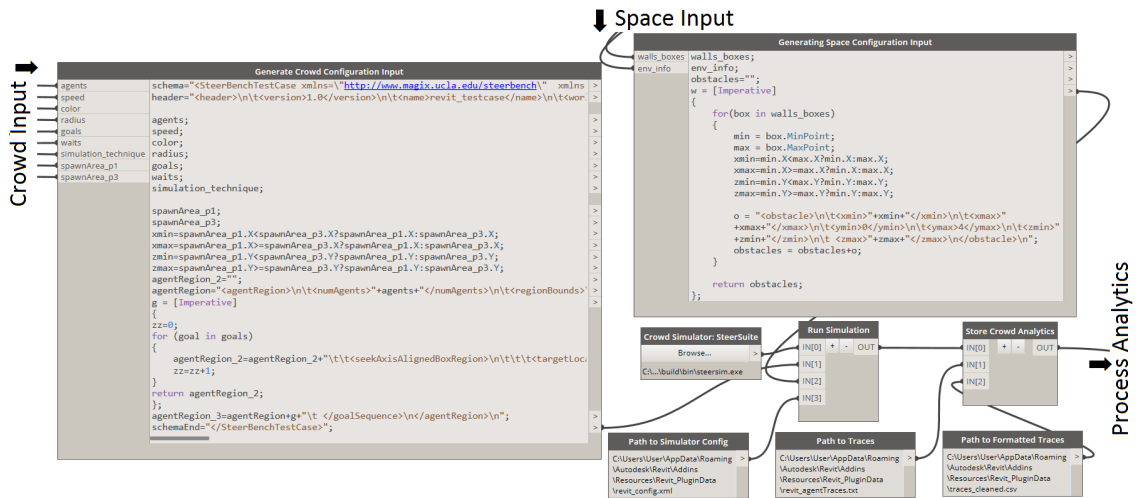 Space Input
Crowd Input
Generate Crowd Configuration Input
agents
speed
color
radius
goals
waits
simulation_technique
spawnArea_p1
spawnArea_p3
schema="<SteerBenchTestCase xmlns=\"http://www.magix.ucla.edu/steerbench\" xmlns
header="<header>\n\t<version>1.0</version>\n\t<name>revit_testcase</name>\n\t<wor
agents;
speed;
color;
radius;
goals;
waits;
simulation_technique;
spawnArea_p1;
spawnArea_p3;
xmin=spawnArea_p1.X<spawnArea_p3.X?spawnArea_p1.X:spawnArea_p3.X;
xmax=spawnArea_p1.X>=spawnArea_p3.X?spawnArea_p1.X:spawnArea_p3.X;
zmin=spawnArea_p1.Y<spawnArea_p3.Y?spawnArea_p1.Y:spawnArea_p3.Y;
zmax=spawnArea_p1.Y>=spawnArea_p3.Y?spawnArea_p1.Y:spawnArea_p3.Y;
agentRegion_2="";
agentRegion="<agentRegion>\n\t<numAgents>"+agents+"</numAgents>\n\t<regionBounds>
g = [Imperative]
{
zz=0;
for (goal in goals)
{
agentRegion_2=agentRegion_2+"\t\t<seekAxisAlignedBoxRegion>\n\t\t\t\t<targetLoca
zz=zz+1;
}
return agentRegion_2;
};
agentRegion_3=agentRegion+g+"\t </goalSequence>\n</agentRegion>\n";
schemaEnd="</SteerBenchTestCase>";
Generating Space Configuration Input
walls_boxes
env_info
walls_boxes;
env_info;
obstacles="";
w = [Imperative]
{
for(box in walls_boxes)
{
min = box.MinPoint;
max = box.MaxPoint;
xmin=min.X<max.X?min.X:max.X;
xmax=min.X>=max.X?min.X:max.X;
zmin=min.Y<max.Y?min.Y:max.Y;
zmax=min.Y>=max.Y?min.Y:max.Y;
o = "<obstacle>\n\t<xmin>"+xmin+"</xmin>\n\t<xmax>"
+xmax+"</xmax>\n\t<ymin>0</ymin>\n\t<ymax>4</ymax>\n\t<zmin>"
+zmin+"</zmin>\n\t <zmax>"+zmax+"</zmax>\n</obstacle>\n";
obstacles = obstacles+o;
}
return obstacles;
};
Crowd Simulator: SteerSuite
Browse...
>
C:\...\build\bin\steersim.exe
Run Simulation
IN[0] + - OUT
IN[1]
IN[2]
IN[3]
Store Crowd Analytics
IN[0] + - OUT
IN[1]
IN[2]
Process Analytics
Path to Simulator Config
C:\Users\User\AppData\Roaming >
\Autodesk\Revit\Addins
\Resources\Revit_PluginData
\revit_config.xml
Path to Traces
C:\Users\User\AppData\Roaming >
\Autodesk\Revit\Addins
\Resources\Revit_PluginData
\revit_agentTraces.txt
Path to Formatted Traces
C:\Users\User\AppData\Roaming >
\Autodesk\Revit\Addins
\Resources\Revit_PluginData
\traces_cleaned.csv